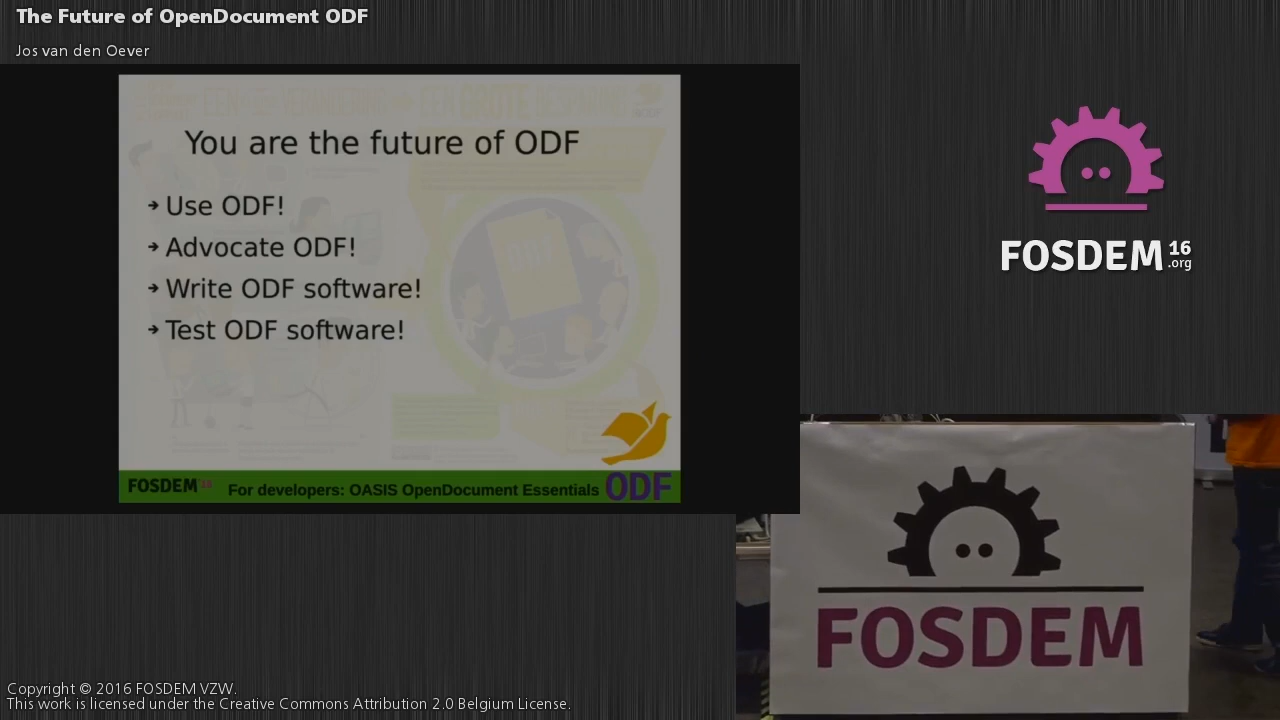 The Future of OpenDocument ODF
Jos van den Oever
You are the future of ODF
Use ODF!
Advocate ODF!
Write ODF software!
Test ODF software!
FOSDEM'16 For developers: OASIS OpenDocument Essentials ODF
FOSDEM 16 .org
FOSDEM
Copyright © 2016 FOSDEM VZW.
This work is licensed under the Creative Commons Attribution 2.0 Belgium License.